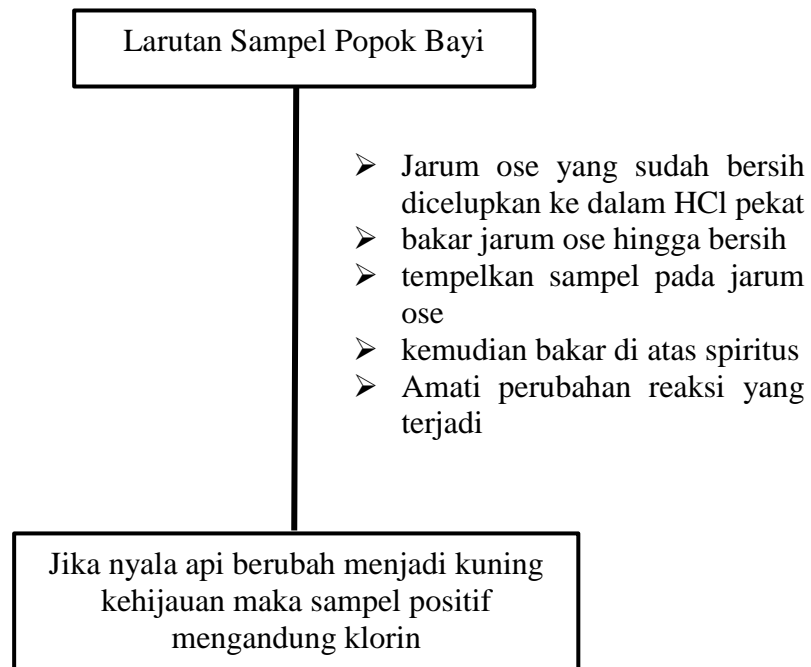 Larutan Sampel Popok Bayi
➢ Jarum ose yang sudah bersih
dicelupkan ke dalam HCl pekat
➢ bakar jarum ose hingga bersih
➢ tempelkan sampel pada jarum
ose
➢ kemudian bakar di atas spiritus
➢ Amati perubahan reaksi yang
terjadi
Jika nyala api berubah menjadi kuning
kehijauan maka sampel positif
mengandung klorin